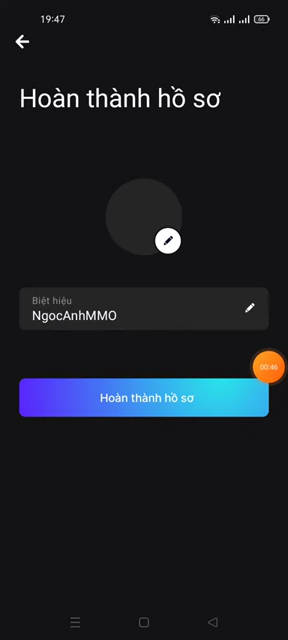 19:47
66
Hoàn thành hồ sơ
Biệt hiệu
NgocAnhMMO
00:46
Hoàn thành hồ sơ